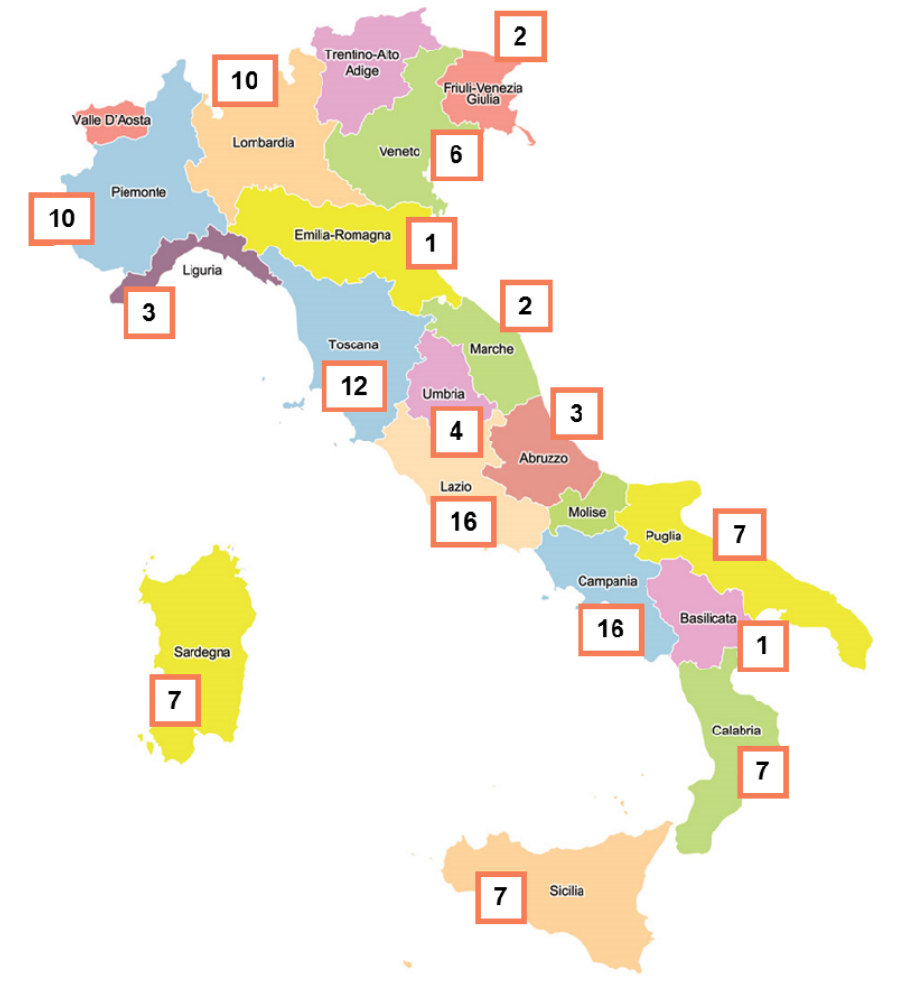 2
Trentino-Alto
Adige
10
Friuli-Venezia
Giulia
Valle D'Aosta
Lombardia
Veneto
6
Piemonte
10
Emilia-Romagna
1
Liguria
3
2
Toscana
Marche
12
Umbria
3
4
Abruzzo
Lazio
16
Molise
Puglia
7
Campania
Basilicata
16
1
Sardegna
7
Calabria
7
Sicilia
7